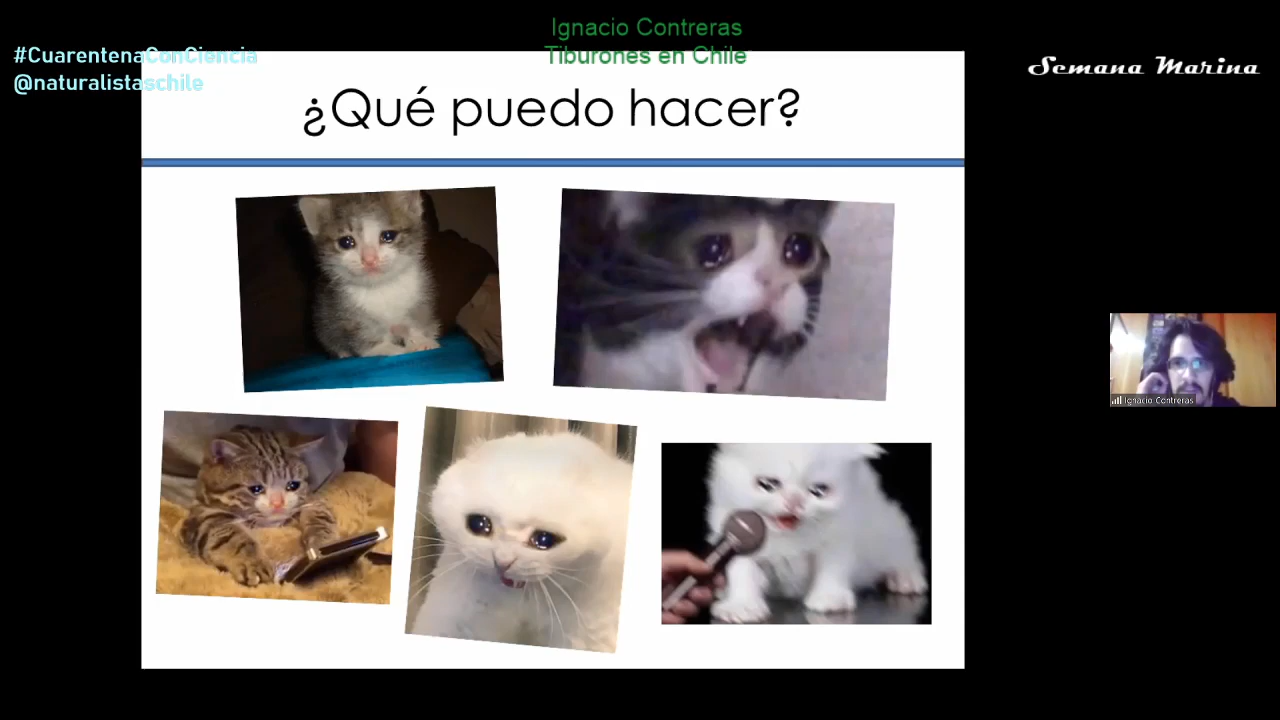 Ignacio Contreras
Tiburones en Chile
#CuarentenaConCiencia
@naturalistaschile
Semana Marina
¿Qué puedo hacer?
Ignacio Contreras